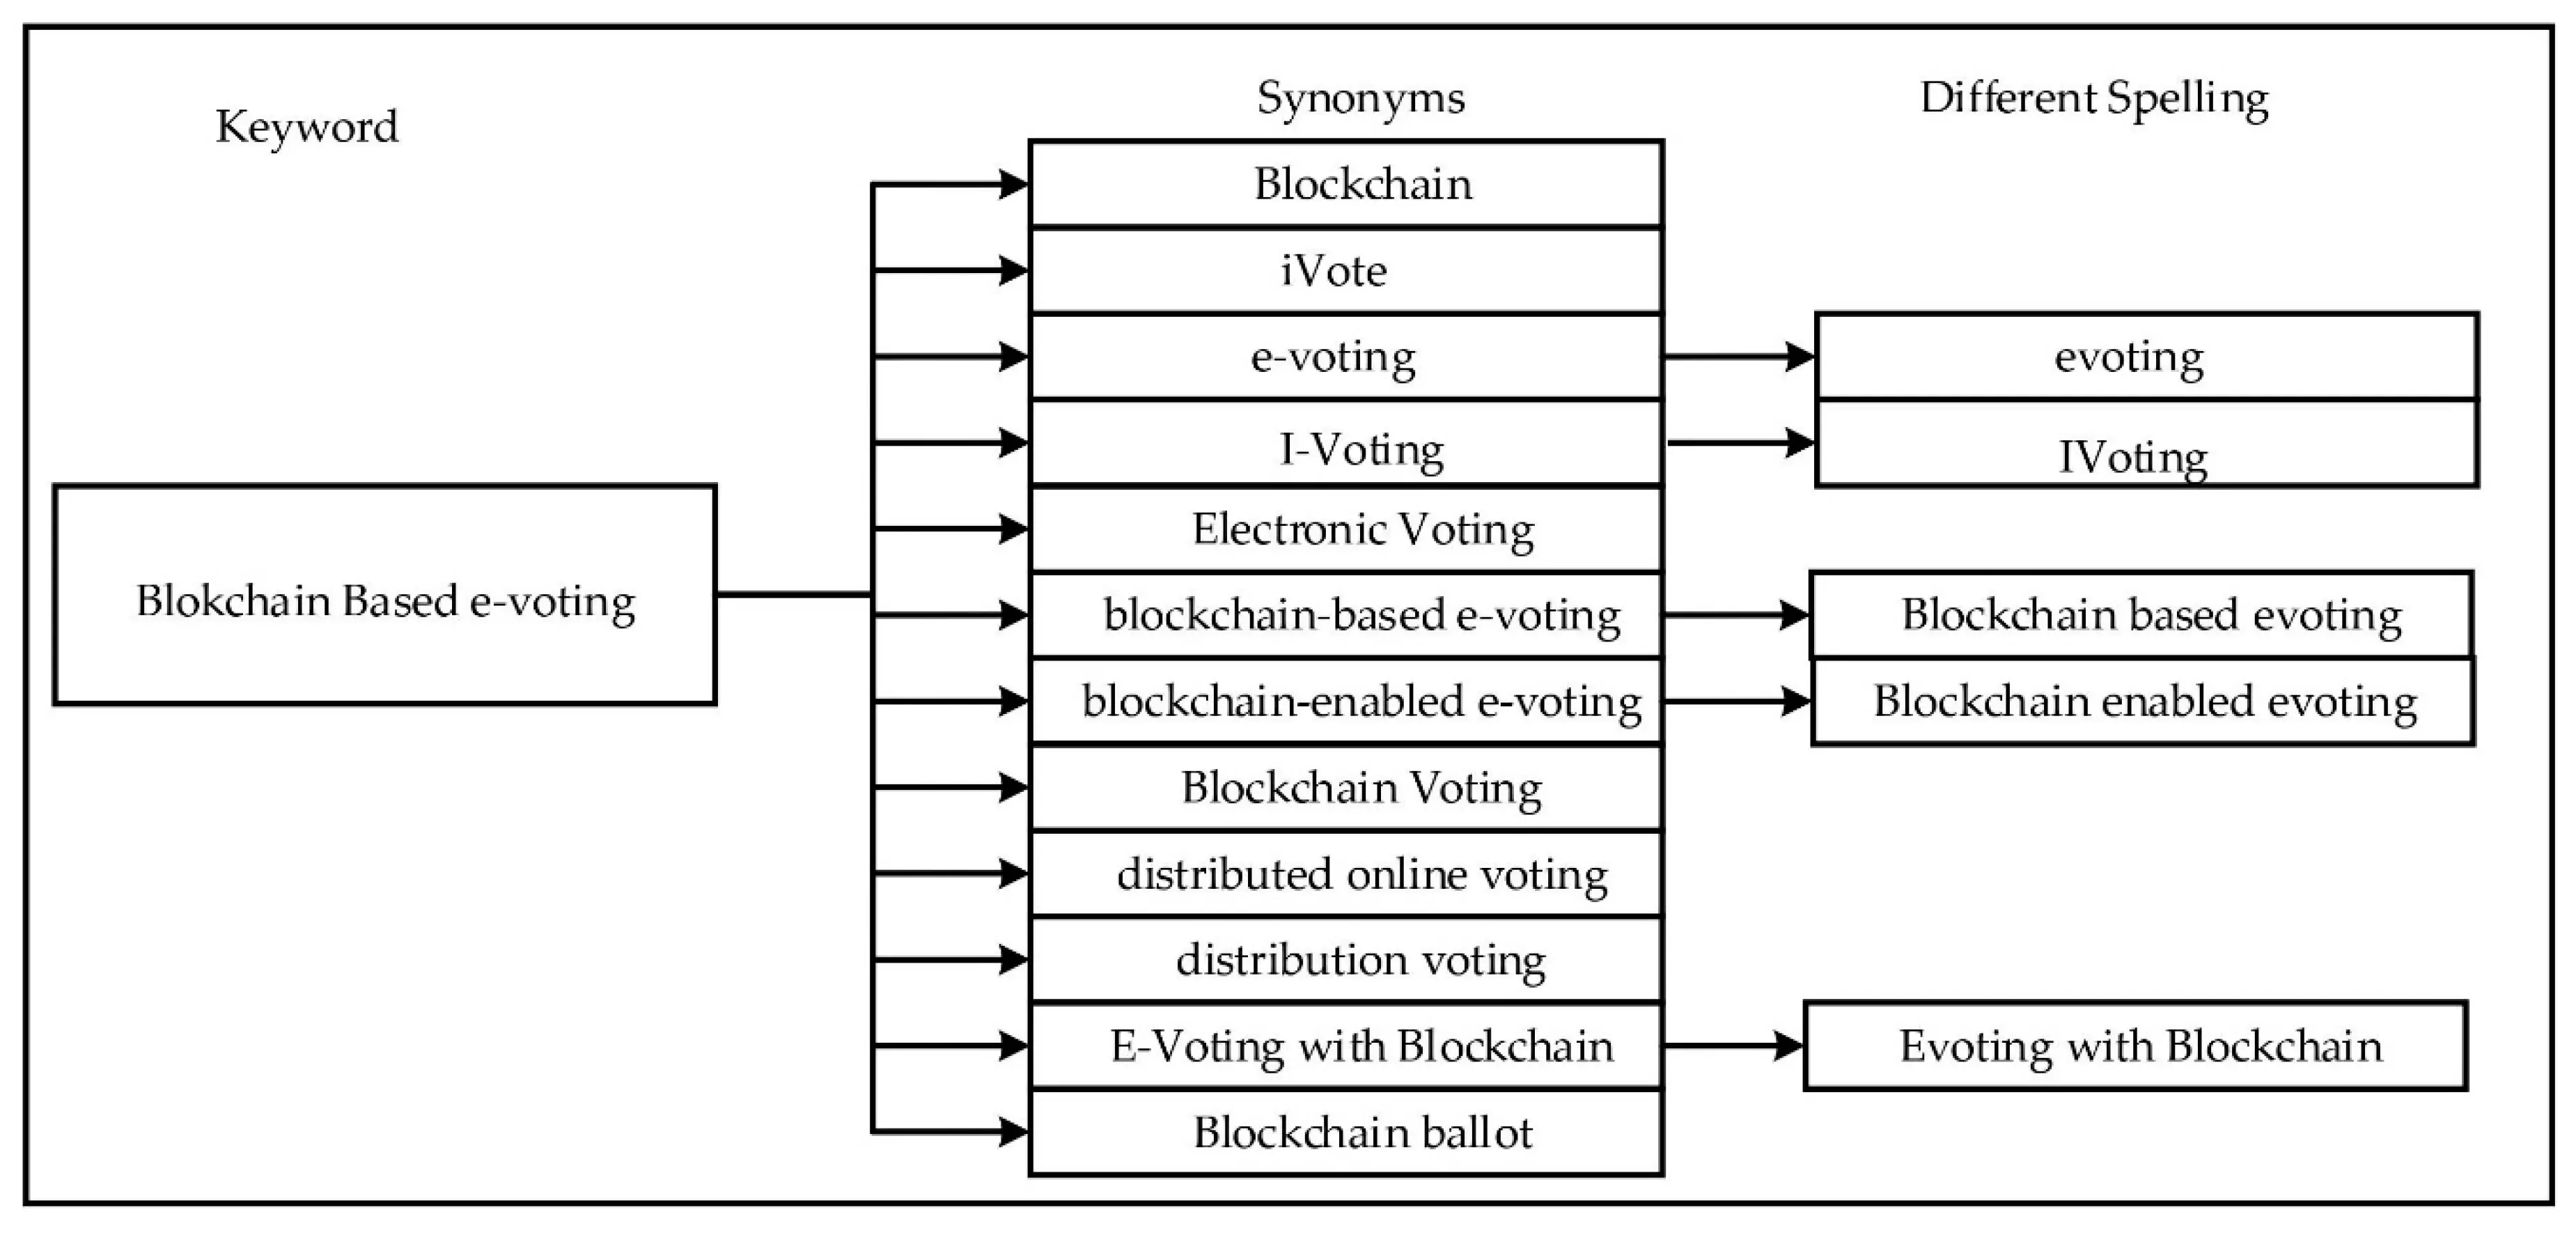 Keyword
Synonyms
Different Spelling
Blokchain Based e-voting
Blockchain
iVote
e-voting
evoting
I-Voting
IVoting
Electronic Voting
blockchain-based e-voting
Blockchain based evoting
blockchain-enabled e-voting
Blockchain enabled evoting
Blockchain Voting
distributed online voting
distribution voting
E-Voting with Blockchain
Evoting with Blockchain
Blockchain ballot